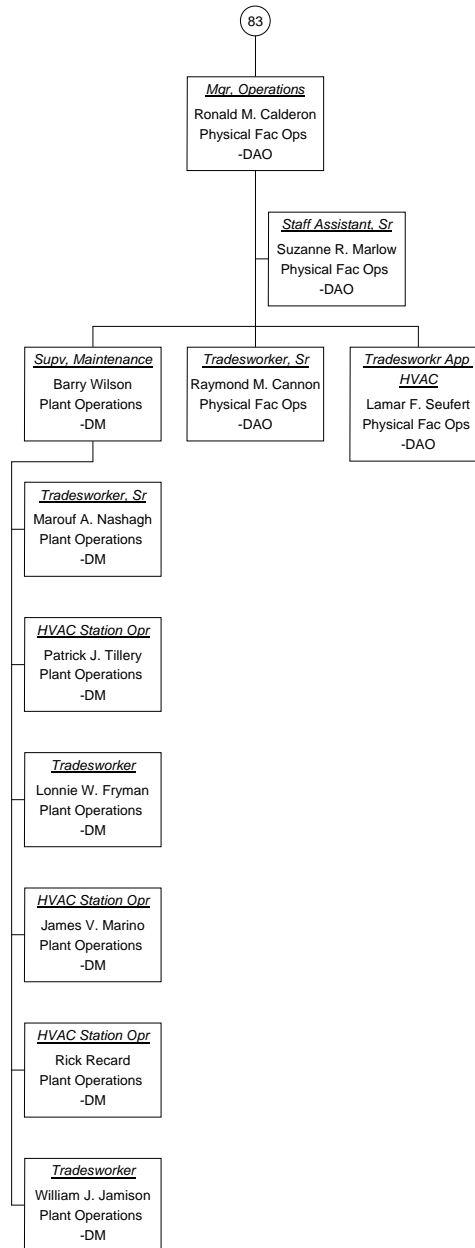 83
Mgr, Operations
Ronald M. Calderon
Physical Fac Ops
-DAO
Staff Assistant, Sr
Suzanne R. Marlow
Physical Fac Ops
-DAO
Supv, Maintenance
Barry Wilson
Plant Operations
-DM
Tradesworker, Sr
Raymond M. Cannon
Physical Fac Ops
-DAO
Tradesworkr App
HVAC
Lamar F. Seufert
Physical Fac Ops
-DAO
Tradesworker, Sr
Marouf A. Nashagh
Plant Operations
-DM
HVAC Station Opr
Patrick J. Tillery
Plant Operations
-DM
Tradesworker
Lonnie W. Fryman
Plant Operations
-DM
HVAC Station Opr
James V. Marino
Plant Operations
-DM
HVAC Station Opr
Rick Recard
Plant Operations
-DM
Tradesworker
William J. Jamison
Plant Operations
-DM